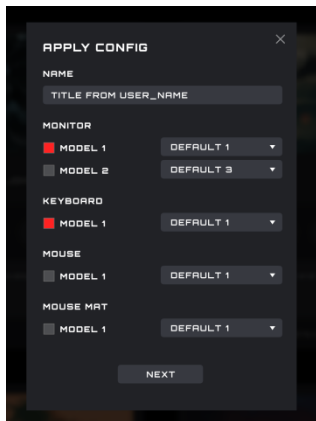 APPLY CONFIG
NAME
TITLE FROM USER_NAME
MONITOR
MODEL 1 DEFAULT 1
MODEL 2 DEFAULT 3
KEYBOARD
MODEL 1 DEFAULT 1
MOUSE
MODEL 1 DEFAULT 1
MOUSE MAT
MODEL 1 DEFAULT 1
NEXT